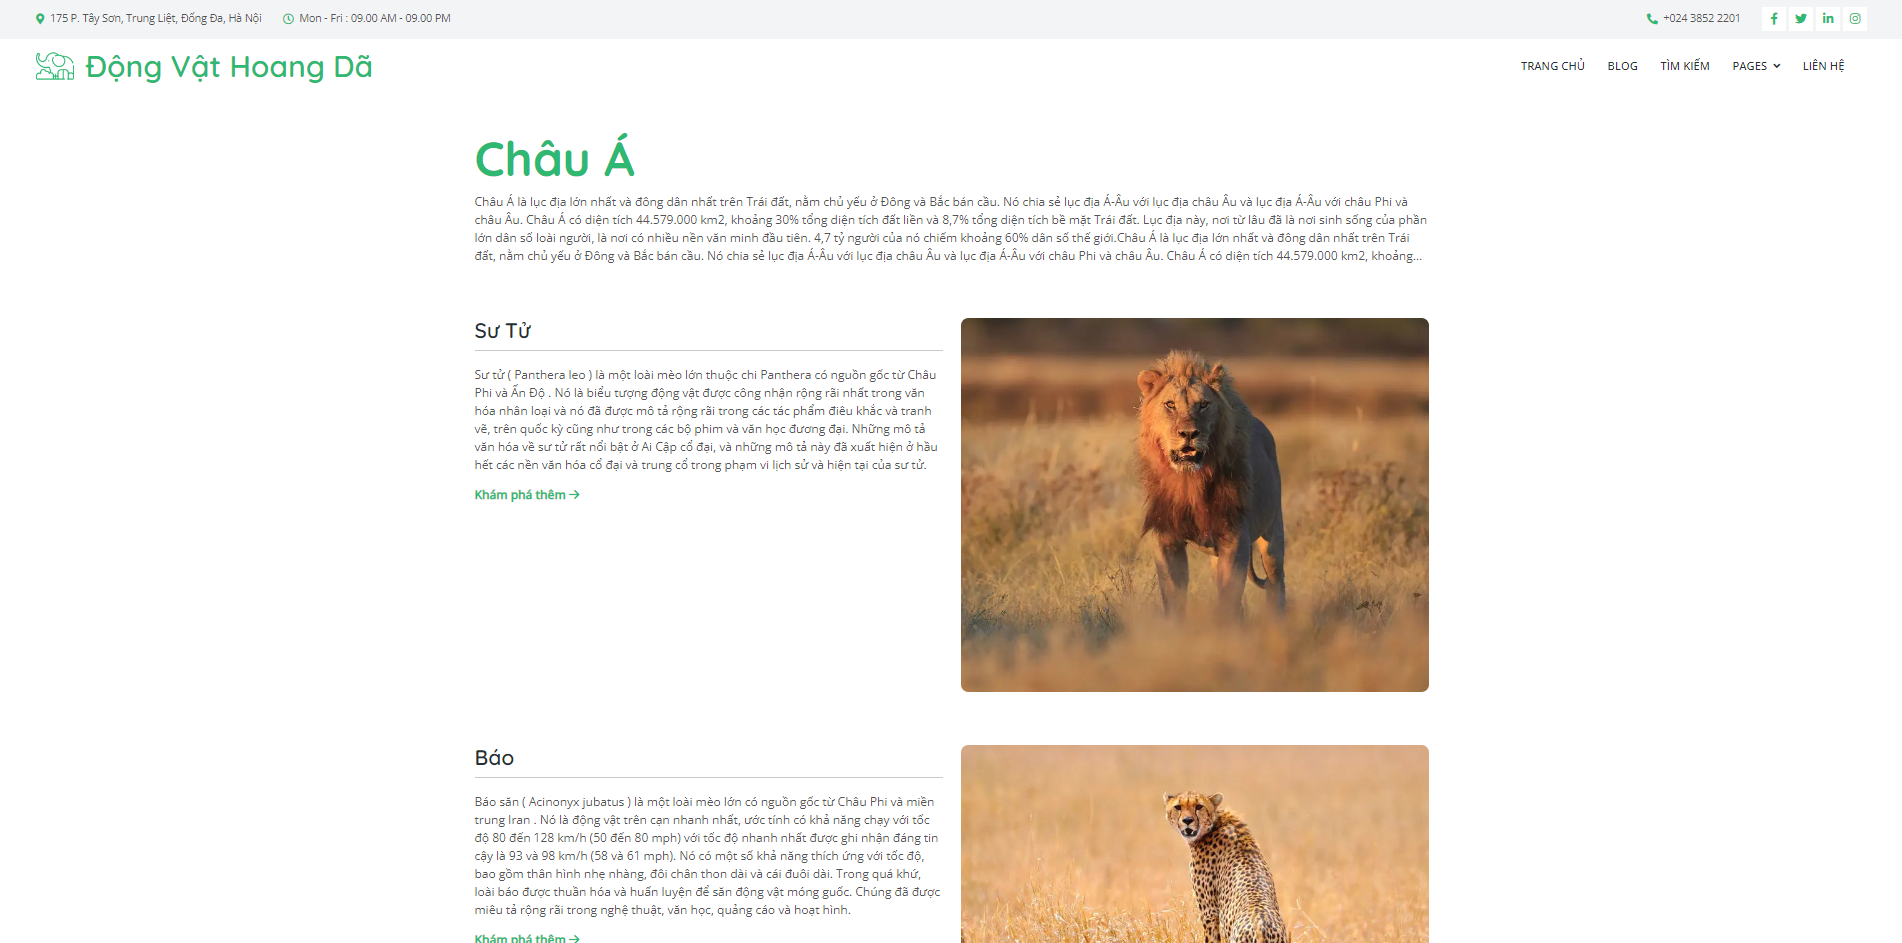 175 P. Tây Sơn, Trung Liệt, Đống Đa, Hà Nội
Mon - Fri : 09.00 AM - 09.00 PM
+024 3852 2201
Động Vật Hoang Dã
TRANG CHỦ
BLOG
TÌM KIẾM
PAGES
LIÊN HỆ
Châu Á
Châu Á là lục địa lớn nhất và đông dân nhất trên Trái đất, nằm chủ yếu ở Đông và Bắc bán cầu. Nó chia sẻ lục địa Á-Âu với lục địa châu Âu và lục địa Á-Âu với châu Phi và
châu Âu. Châu Á có diện tích 44.579.000 km2, khoảng 30% tổng diện tích đất liền và 8,7% tổng diện tích bề mặt Trái đất. Lục địa này, nơi từ lâu đã là nơi sinh sống của phần
lớn dân số loài người, là nơi có nhiều nền văn minh đầu tiên. 4,7 tỷ người của nó chiếm khoảng 60% dân số thế giới.Châu Á là lục địa lớn nhất và đông dân nhất trên Trái
đất, nằm chủ yếu ở Đông và Bắc bán cầu. Nó chia sẻ lục địa Á-Âu với lục địa châu Âu và lục địa Á-Âu với châu Phi và châu Âu. Châu Á có diện tích 44.579.000 km2, khoảng...
Sư Tử
Sư tử ( Panthera leo ) là một loài mèo lớn thuộc chi Panthera có nguồn gốc từ Châu
Phi và Ấn Độ . Nó là biểu tượng động vật được công nhận rộng rãi nhất trong văn
hóa nhân loại và nó đã được mô tả rộng rãi trong các tác phẩm điêu khắc và tranh
vẽ, trên quốc kỳ cũng như trong các bộ phim và văn học đương đại. Những mô tả
văn hóa về sư tử rất nổi bật ở Ai Cập cổ đại, và những mô tả này đã xuất hiện ở hầu
hết các nền văn hóa cổ đại và trung cổ trong phạm vi lịch sử và hiện tại của sư tử.
Khám phá thêm →
Báo
Báo săn ( Acinonyx jubatus ) là một loài mèo lớn có nguồn gốc từ Châu Phi và miền
trung Iran . Nó là động vật trên cạn nhanh nhất, ước tính có khả năng chạy với tốc
độ 80 đến 128 km/h (50 đến 80 mph) với tốc độ nhanh nhất được ghi nhận đáng tin
cậy là 93 và 98 km/h (58 và 61 mph). Nó có một số khả năng thích ứng với tốc độ,
bao gồm thân hình nhẹ nhàng, đôi chân thon dài và cái đuôi dài. Trong quá khứ,
loài báo được thuần hóa và huấn luyện để săn động vật móng guốc. Chúng đã được
miêu tả rộng rãi trong nghệ thuật, văn học, quảng cáo và hoạt hình.
Khám phá thêm →